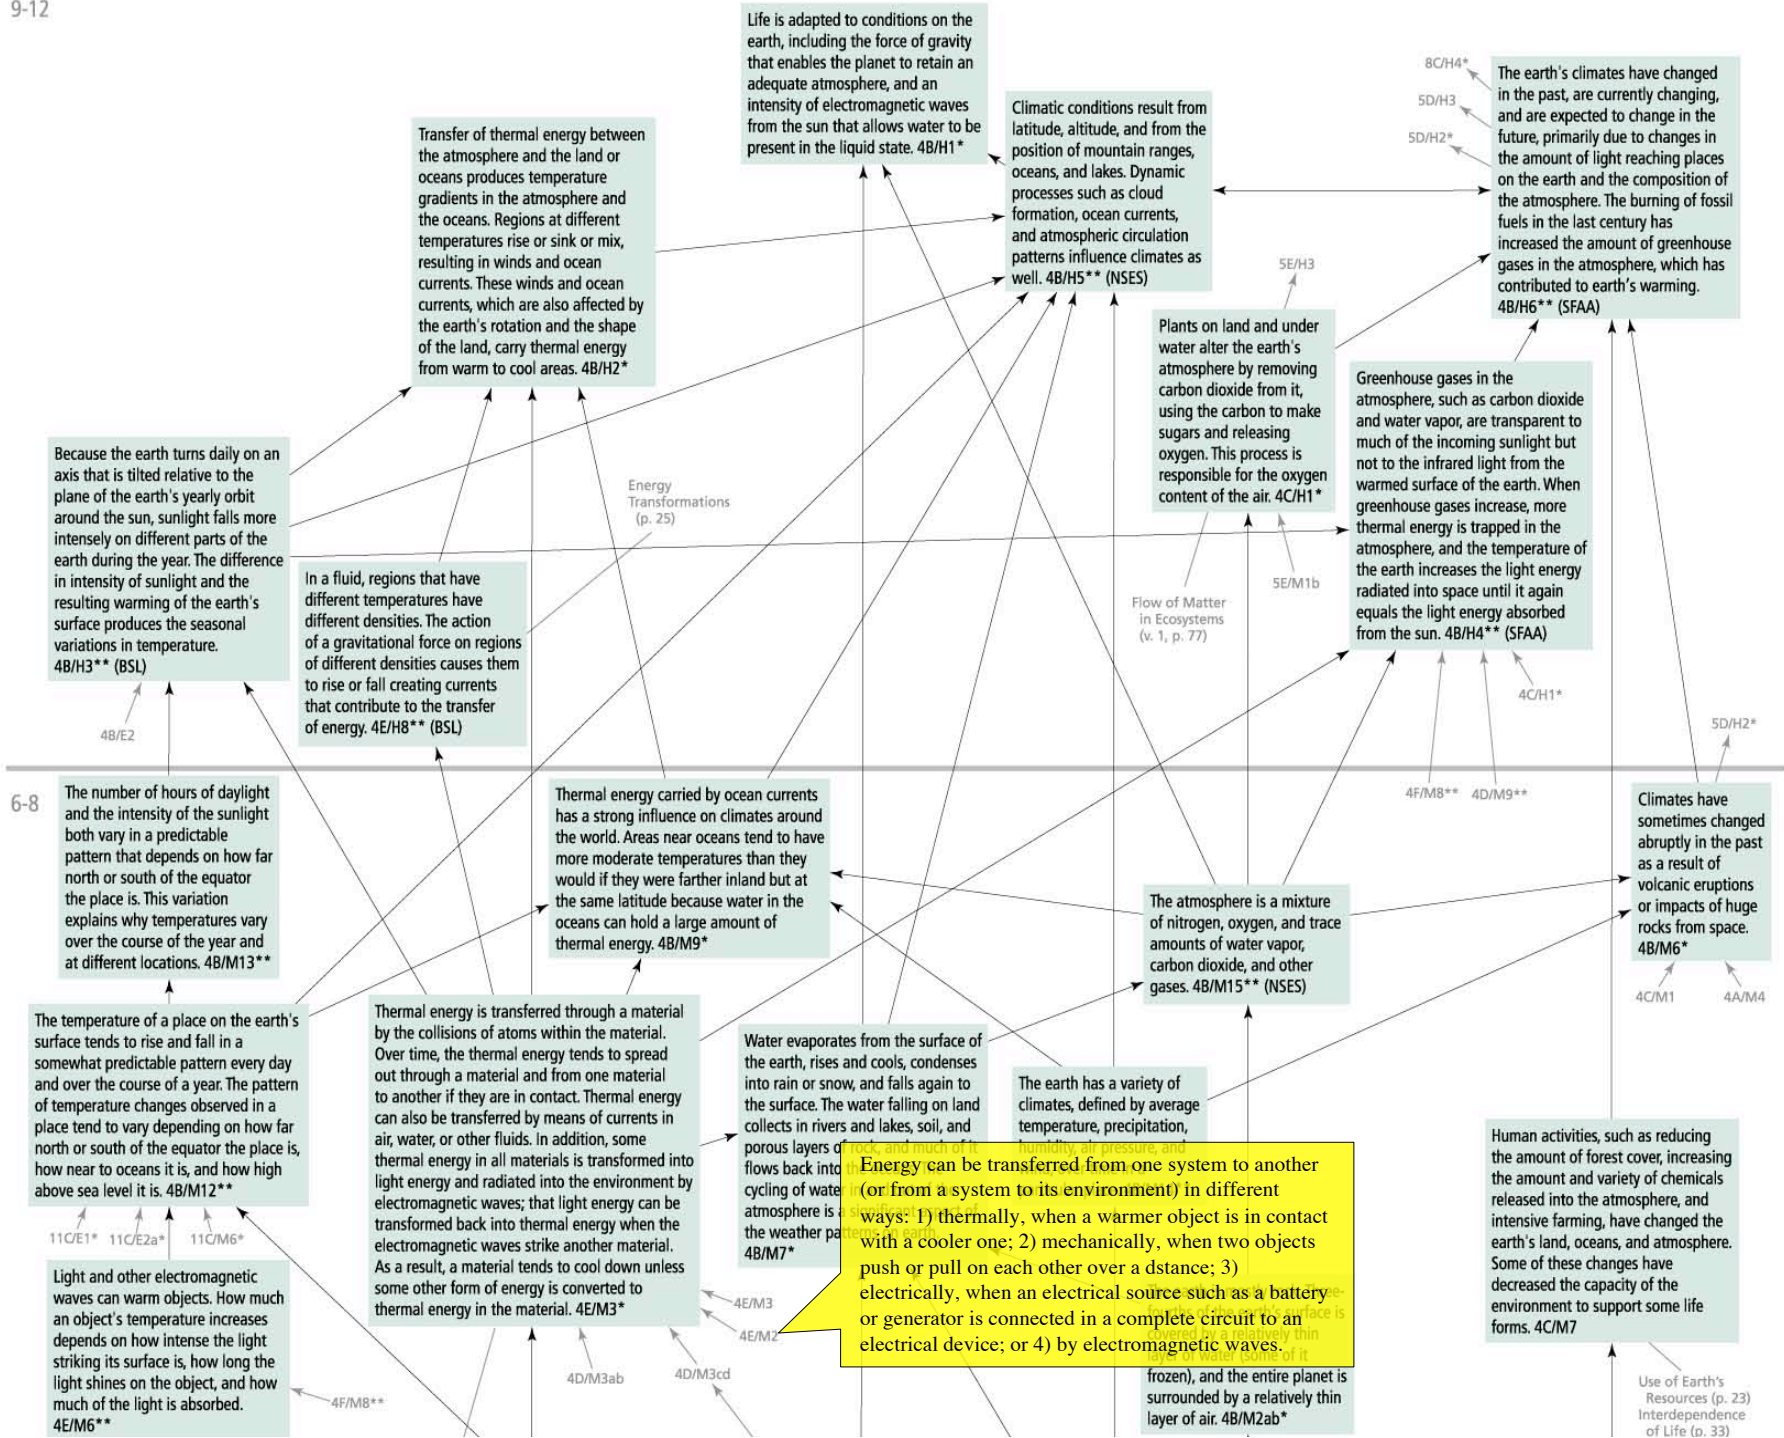 9-12
Life is adapted to conditions on the
earth, including the force of gravity
that enables the planet to retain an
adequate atmosphere, and an
intensity of electromagnetic waves
from the sun that allows water to be
present in the liquid state. 4B/H1*
Climatic conditions result from
latitude, altitude, and from the
position of mountain ranges,
oceans, and lakes. Dynamic
processes such as cloud
formation, ocean currents,
and atmospheric circulation
patterns influence climates as
well. 4B/H5** (NSES)
8C/H4*
5D/H3
5D/H2*
The earth's climates have changed
in the past, are currently changing,
and are expected to change in the
future, primarily due to changes in
the amount of light reaching places
on the earth and the composition of
the atmosphere. The burning of fossil
fuels in the last century has
increased the amount of greenhouse
gases in the atmosphere, which has
contributed to earth's warming.
4B/H6** (SFAA)
Transfer of thermal energy between
the atmosphere and the land or
oceans produces temperature
gradients in the atmosphere and
the oceans. Regions at different
temperatures rise or sink or mix,
resulting in winds and ocean
currents. These winds and ocean
currents, which are also affected by
the earth's rotation and the shape
of the land, carry thermal energy
from warm to cool areas. 4B/H2*
5E/H3
Plants on land and under
water alter the earth's
atmosphere by removing
carbon dioxide from it,
using the carbon to make
sugars and releasing
oxygen. This process is
responsible for the oxygen
content of the air. 4C/H1*
Greenhouse gases in the
atmosphere, such as carbon dioxide
and water vapor, are transparent to
much of the incoming sunlight but
not to the infrared light from the
warmed surface of the earth. When
greenhouse gases increase, more
thermal energy is trapped in the
atmosphere, and the temperature of
the earth increases the light energy
radiated into space until it again
equals the light energy absorbed
from the sun. 4B/H4** (SFAA)
Because the earth turns daily on an
axis that is tilted relative to the
plane of the earth's yearly orbit
around the sun, sunlight falls more
intensely on different parts of the
earth during the year. The difference
in intensity of sunlight and the
resulting warming of the earth's
surface produces the seasonal
variations in temperature.
4B/H3** (BSL)
Energy
Transformations
(p. 25)
In a fluid, regions that have
different temperatures have
different densities. The action
of a gravitational force on regions
of different densities causes them
to rise or fall creating currents
that contribute to the transfer
of energy. 4E/H8** (BSL)
5E/M1b
Flow of Matter
in Ecosystems
(v. 1, p. 77)
4C/H1*
4B/E2
5D/H2*
4F/M8**
4D/M9**
6-8
The number of hours of daylight
and the intensity of the sunlight
both vary in a predictable
pattern that depends on how far
north or south of the equator
the place is. This variation
explains why temperatures vary
over the course of the year and
at different locations. 4B/M13**
Thermal energy carried by ocean currents
has a strong influence on climates around
the world. Areas near oceans tend to have
more moderate temperatures than they
would if they were farther inland but at
the same latitude because water in the
oceans can hold a large amount of
thermal energy. 4B/M9*
Climates have
sometimes changed
abruptly in the past
as a result of
volcanic eruptions
or impacts of huge
rocks from space.
4B/M6*
The atmosphere is a mixture
of nitrogen, oxygen, and trace
amounts of water vapor,
carbon dioxide, and other
gases. 4B/M15** (NSES)
4C/M1
4A/M4
The temperature of a place on the earth's
surface tends to rise and fall in a
somewhat predictable pattern every day
and over the course of a year. The pattern
of temperature changes observed in a
place tend to vary depending on how far
north or south of the equator the place is,
how near to oceans it is, and how high
above sea level it is. 4B/M12**
Thermal energy is transferred through a material
by the collisions of atoms within the material.
Over time, the thermal energy tends to spread
out through a material and from one material
to another if they are in contact. Thermal energy
can also be transferred by means of currents in
air, water, or other fluids. In addition, some
thermal energy in all materials is transformed into
light energy and radiated into the environment by
electromagnetic waves; that light energy can be
transformed back into thermal energy when the
electromagnetic waves strike another material.
As a result, a material tends to cool down unless
some other form of energy is converted to
thermal energy in the material. 4E/M3*
Water evaporates from the surface of
the earth, rises and cools, condenses
into rain or snow, and falls again to
the surface. The water falling on land
collects in rivers and lakes, soil, and
porous layers of rock, and much of it
flows back into the
cycling of water in
atmosphere is a significant aspect of
the weather patterns on earth.
4B/M7*
The earth has a variety of
climates, defined by average
temperature, precipitation,
humidity, air pressure, and
Energy can be transferred from one system to another
(or from a system to its environment) in different
ways: 1) thermally, when a warmer object is in contact
with a cooler one; 2) mechanically, when two objects
push or pull on each other over a dstance; 3)
electrically, when an electrical source such as a battery
or generator is connected in a complete circuit to an
electrical device; or 4) by electromagnetic waves.
fourths of the earth's surface is
covered by a relatively thin
layer of water (some of it
frozen), and the entire planet is
surrounded by a relatively thin
layer of air. 4B/M2ab*
Human activities, such as reducing
the amount of forest cover, increasing
the amount and variety of chemicals
released into the atmosphere, and
intensive farming, have changed the
earth's land, oceans, and atmosphere.
Some of these changes have
decreased the capacity of the
environment to support some life
forms. 4C/M7
11C/E1*
11C/E2a*
11C/M6*
Light and other electromagnetic
waves can warm objects. How much
an object's temperature increases
depends on how intense the light
striking its surface is, how long the
light shines on the object, and how
much of the light is absorbed.
4E/M6**
4F/M8**
4E/M3
4E/M2
4D/M3ab
4D/M3cd
Use of Earth's
Resources (p. 23)
Interdependence
of Life (p. 33)